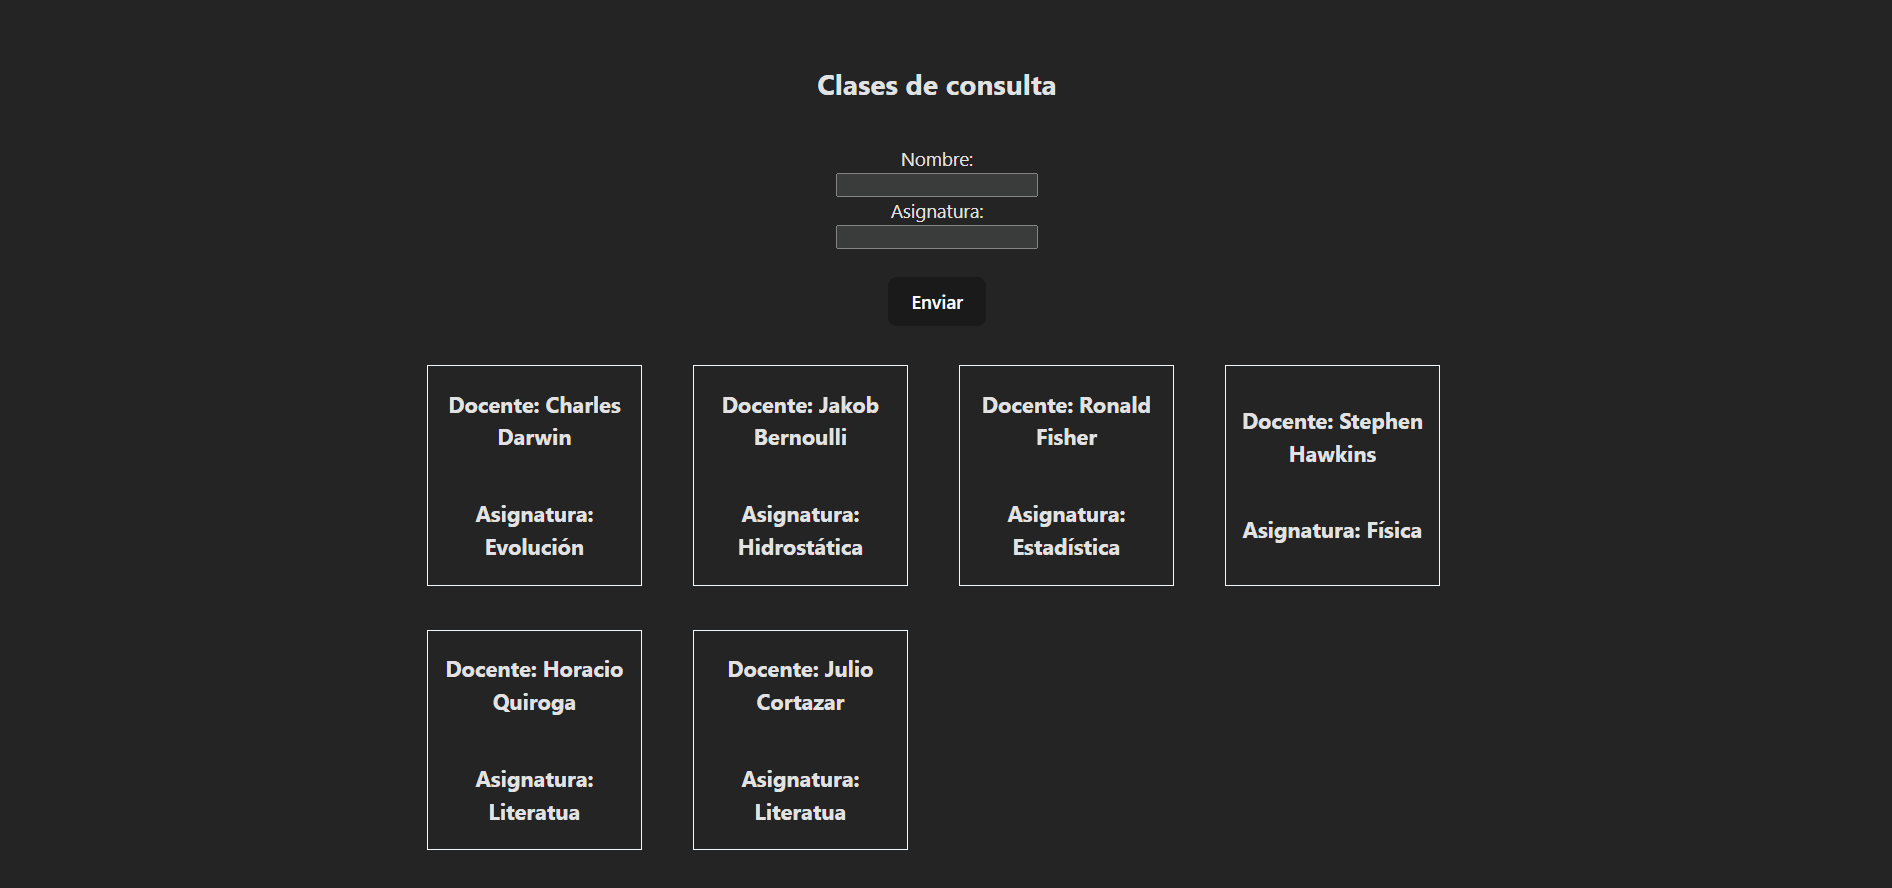 Clases de consulta
Nombre:
Asignatura:
Enviar
Docente: Charles
Darwin
Asignatura:
Evolución
Docente: Jakob
Bernoulli
Asignatura:
Hidrostática
Docente: Ronald
Fisher
Asignatura:
Estadística
Docente: Stephen
Hawkins
Asignatura: Física
Docente: Horacio
Quiroga
Asignatura:
Literatua
Docente: Julio
Cortazar
Asignatura:
Literatua